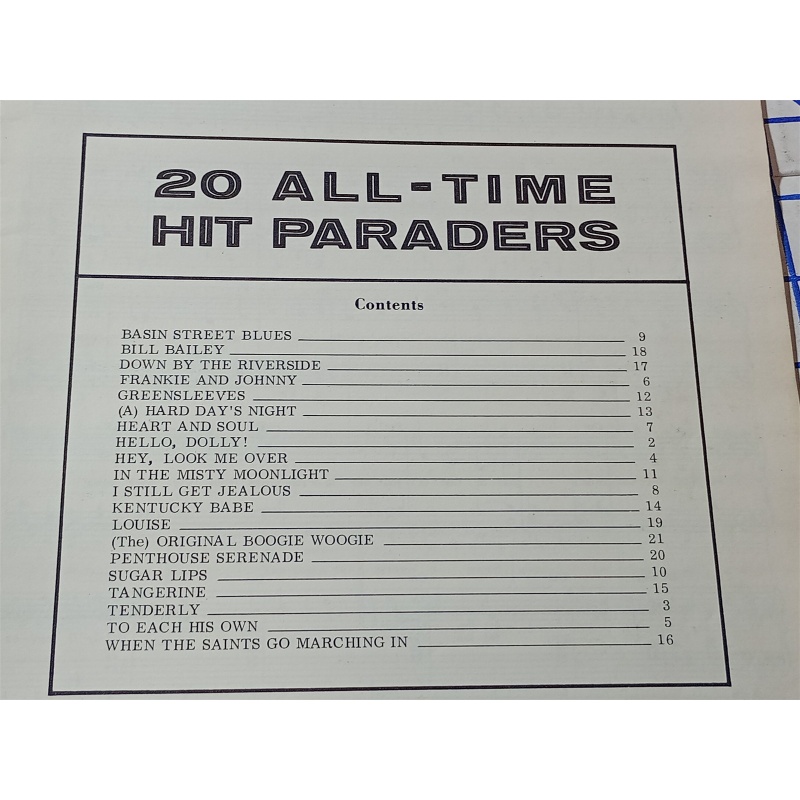 20 ALL-TIME
HIT PARADERS
Contents
BASIN STREET BLUES 9
BILL BAILEY 18
DOWN BY THE RIVERSIDE 17
FRANKIE AND JOHNNY 6
GREENSLEEVES 12
(A) HARD DAY'S NIGHT 13
HEART AND SOUL 7
HELLO, DOLLY! 2
HEY, LOOK ME OVER 4
IN THE MISTY MOONLIGHT 11
I STILL GET JEALOUS 8
KENTUCKY BABE 14
LOUISE 19
(The) ORIGINAL BOOGIE WOOGIE 21
PENTHOUSE SERENADE 20
SUGAR LIPS 10
TANGERINE 15
TENDERLY 3
TO EACH HIS OWN 5
WHEN THE SAINTS GO MARCHING IN 16